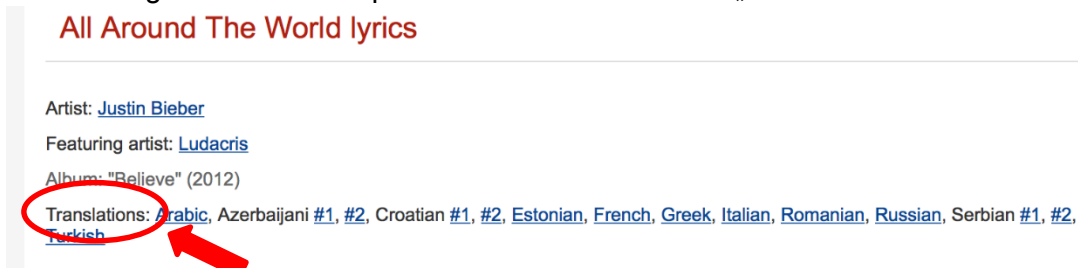 All Around The World lyrics
Artist: Justin Bieber
Featuring artist: Ludacris
Album: "Believe" (2012)
Translations: Arabic, Azerbaijani #1, #2, Croatian #1, #2, Estonian, French, Greek, Italian, Romanian, Russian, Serbian #1, #2,
Turkish